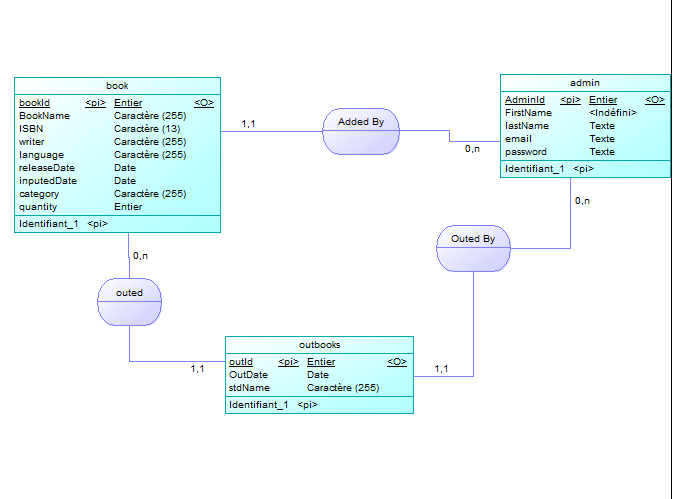 book
bookId <pi> Entier <O>
BookName Caractère (255)
ISBN Caractère (13)
writer Caractère (255)
language Caractère (255)
releaseDate Date
inputedDate Date
category Caractère (255)
quantity Entier
Identifiant_1 <pi>
1,1
Added By
0,n
admin
AdminId <pi> Entier <O>
FirstName <Indéfini>
lastName Texte
email Texte
password Texte
Identifiant_1 <pi>
0,n
Outed By
0,n
outed
1,1
outbooks
outId <pi> Entier <O>
OutDate Date
stdName Caractère (255)
Identifiant_1 <pi>
1,1